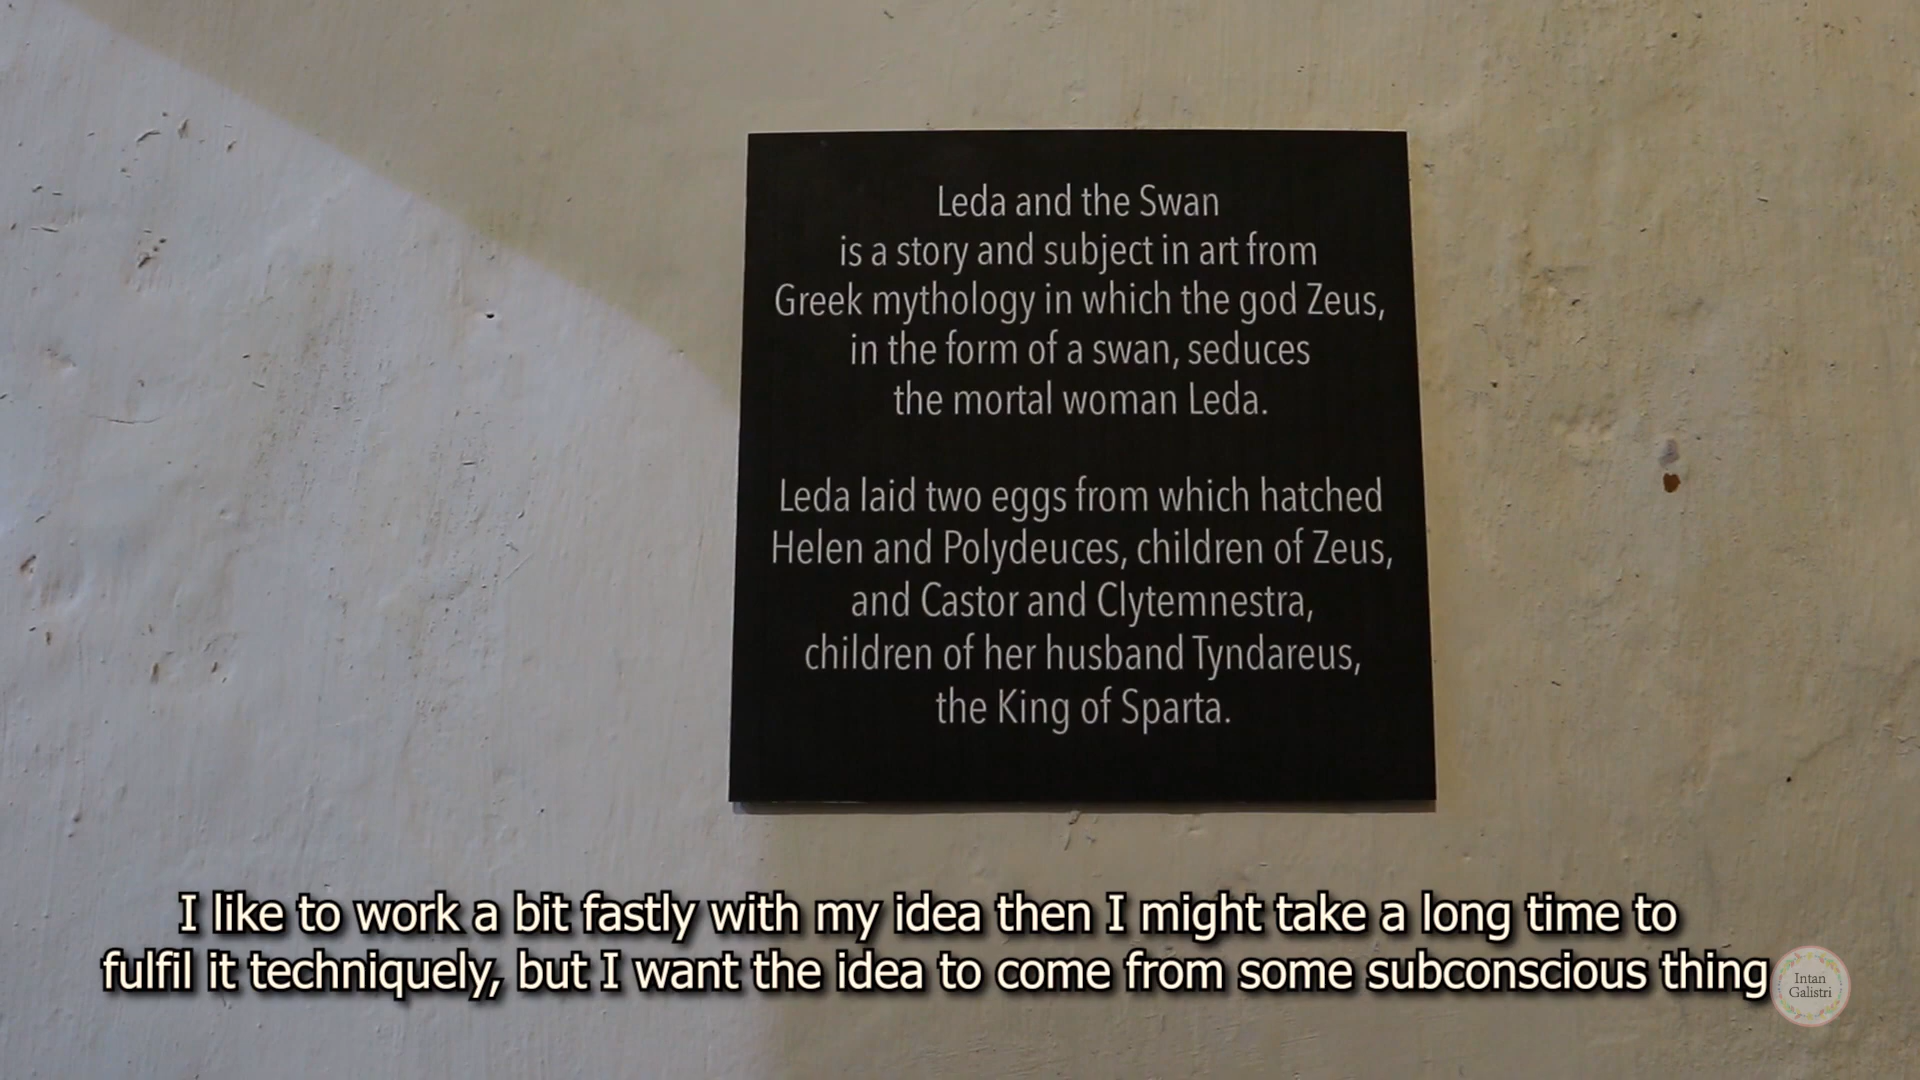 Leda and the Swan
is a story and subject in art from
Greek mythology in which the god Zeus,
in the form of a swan, seduces
the mortal woman Leda.
Leda laid two eggs from which hatched
Helen and Polydeuces, children of Zeus,
and Castor and Clytemnestra,
children of her husband Tyndareus,
the King of Sparta.
I like to work a bit fastly with my idea then I might take a long time to
fulfil it techniquely, but I want the idea to come from some subconscious thing
Intan
Galistri